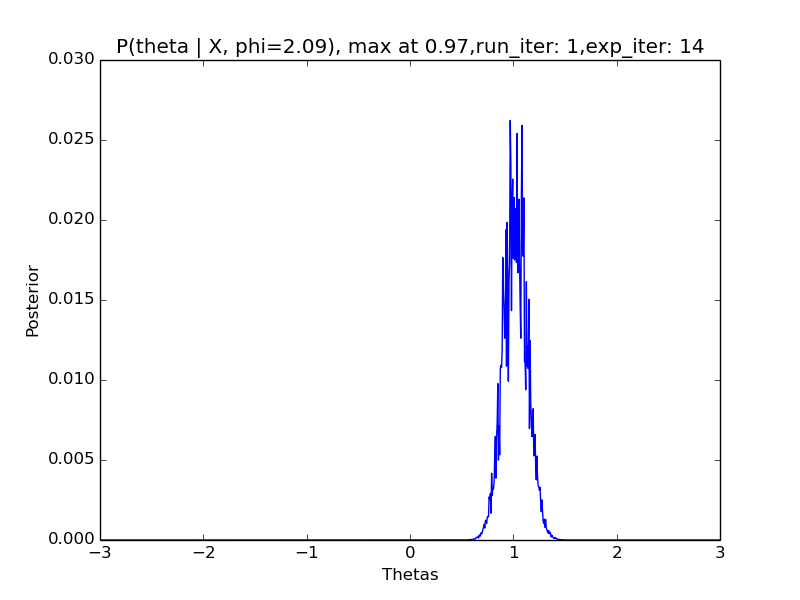 P(theta | X, phi=2.09), max at 0.97,run_iter: 1,exp_iter: 14
0.030
0.025
0.020
0.015
0.010
0.005
0.000
Posterior
−3 −2 −1 0 1 2 3
Thetas